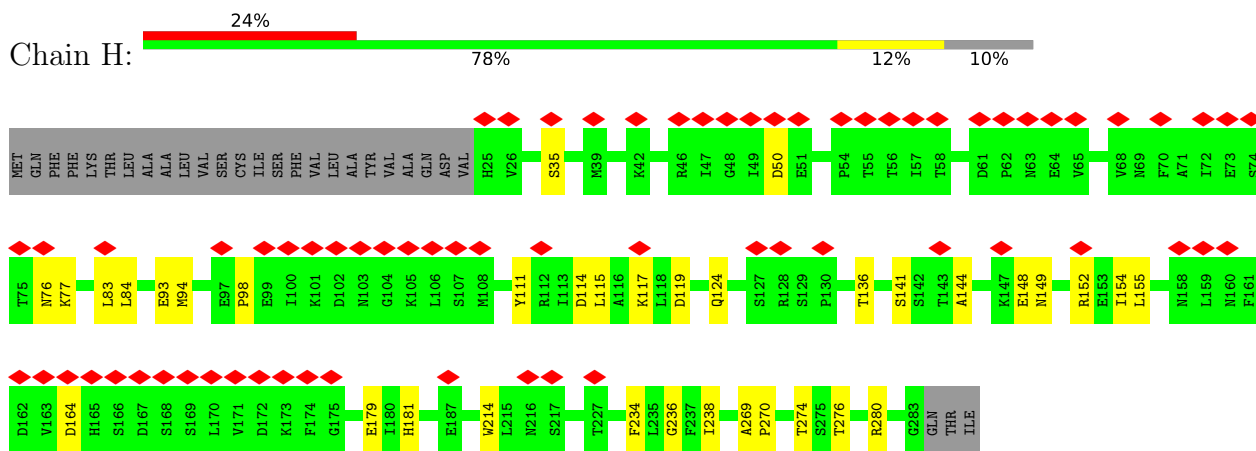 24%
Chain H:
78% 12% 10%
MET GLN PHE PHE LYS THR LEU ALA ALA LEU VAL SER CYS ILE SER PHE VAL LEU ALA TYR VAL ALA GLN ASP VAL H25 V26 S35 M39 K42 R46 I47 G48 I49 D50 E51 P54 T55 T56 I57 T58 D61 P62 N63 E64 V65 V68 N69 F70 A71 I72 E73 S74
T75 N76 K77 L83 L84 E93 M94 E97 P98 E99 I100 K101 D102 N103 G104 K105 L106 S107 M108 Y111 R112 I113 D114 L115 A116 K117 L118 D119 Q124 S127 R128 S129 P130 T136 S141 S142 T143 A144 K147 E148 N149 R152 E153 I154 L155 N158 L159 N160 F161
D162 V163 D164 H165 S166 D167 S168 S169 L170 V171 D172 K173 F174 G175 E179 I180 H181 E187 W214 L215 N216 S217 T227 F234 L235 G236 F237 I238 A269 P270 T274 S275 T276 R280 G283 GLN THR ILE